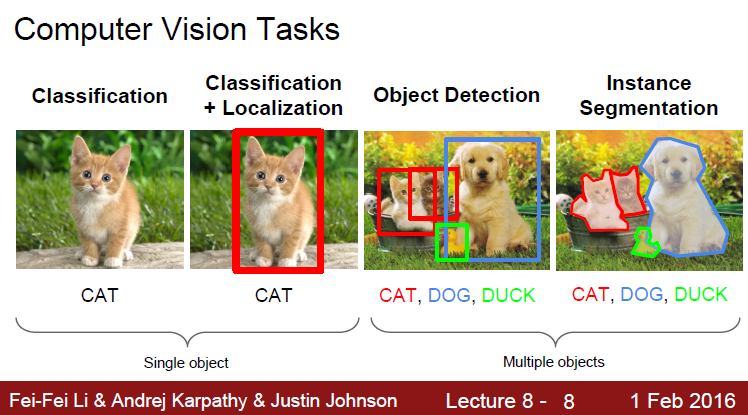 Computer Vision Tasks
Classification
Classification
+ Localization
Object Detection
Instance
Segmentation
CAT
CAT
CAT, DOG, DUCK
CAT, DOG, DUCK
Single object
Multiple objects
Fei-Fei Li & Andrej Karpathy & Justin Johnson
Lecture 8 - 8
1 Feb 2016